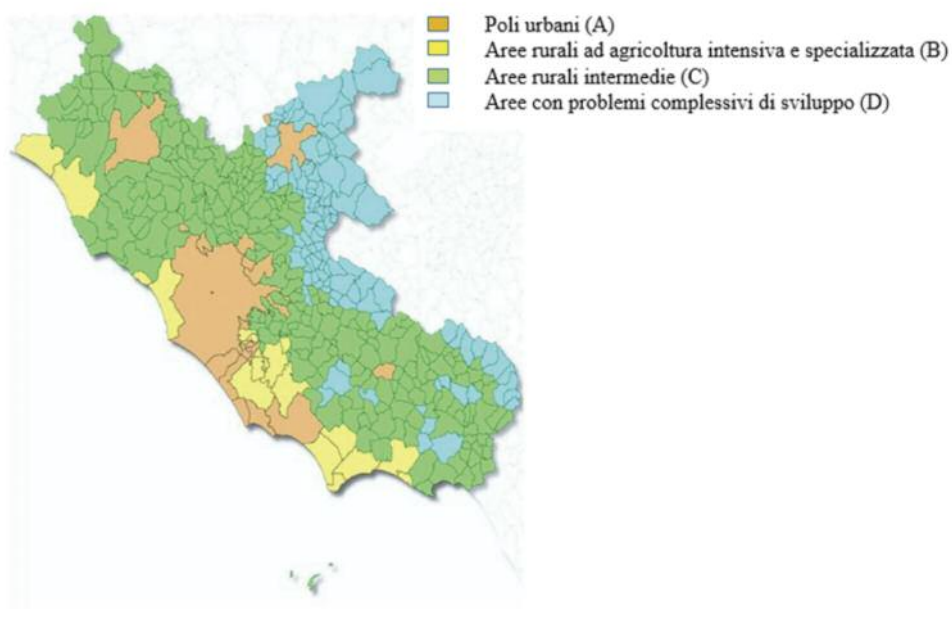 Poli urbani (A)
Aree rurali ad agricoltura intensiva e specializzata (B)
Aree rurali intermedie (C)
Aree con problemi complessivi di sviluppo (D)